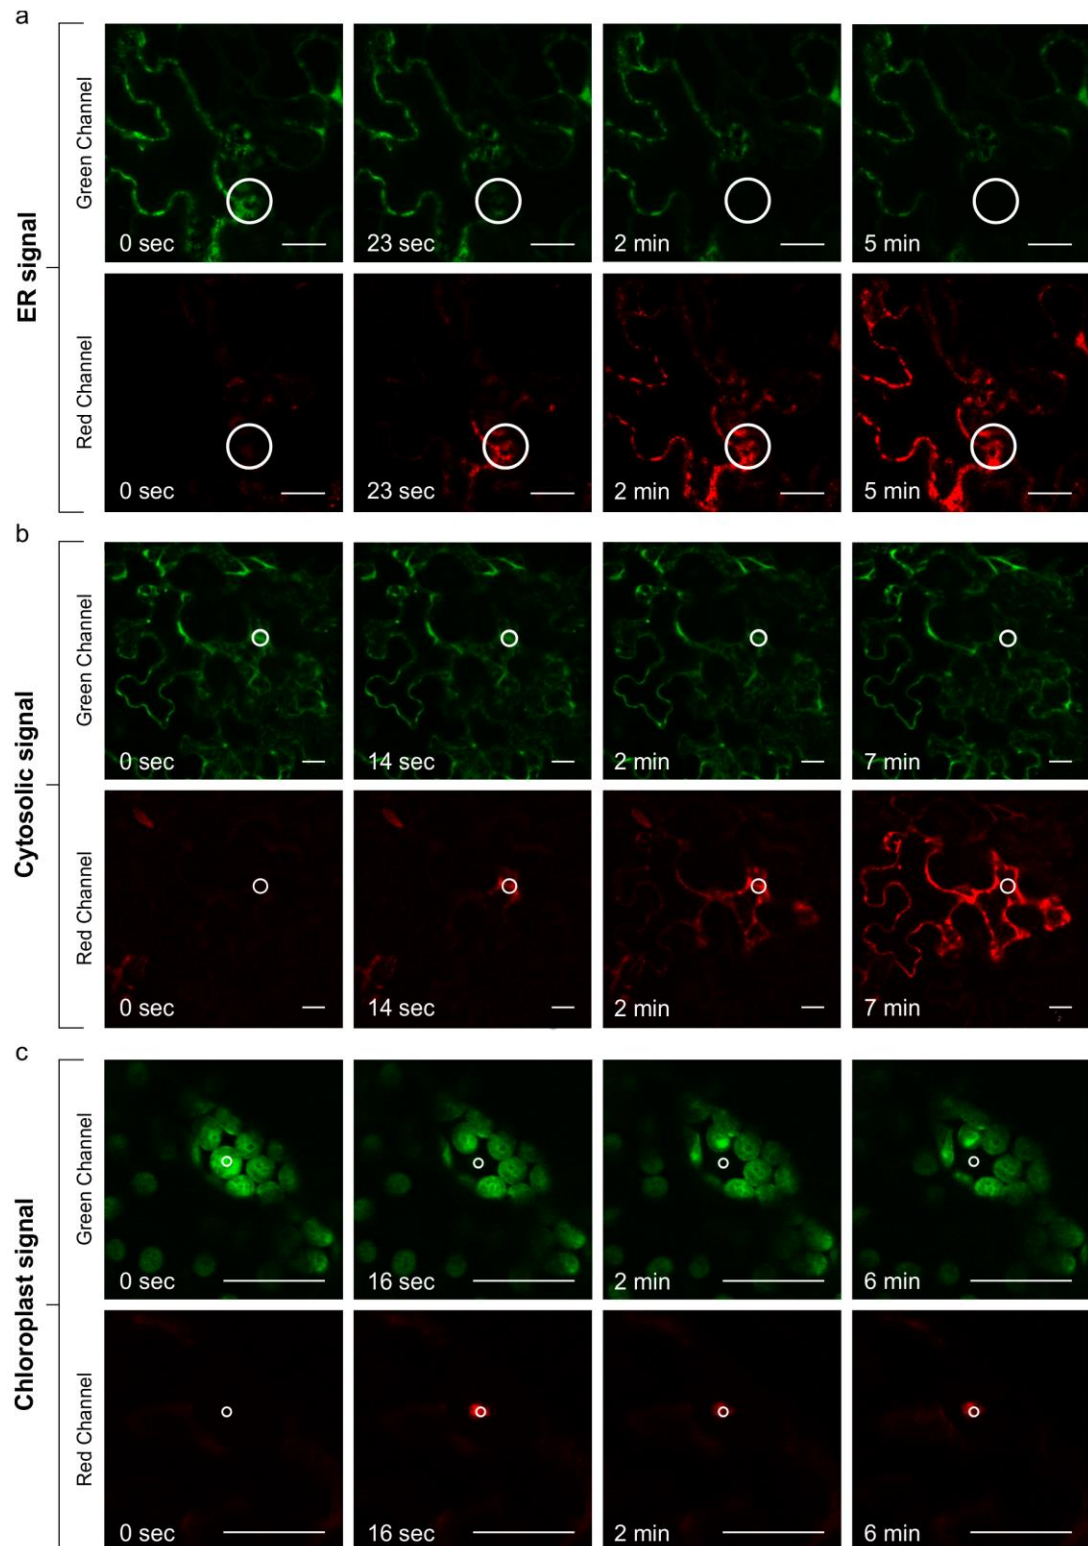 a
ER signal
Green Channel
0 sec
23 sec
2 min
5 min
Red Channel
0 sec
23 sec
2 min
5 min
b
Cytosolic signal
Green Channel
0 sec
14 sec
2 min
7 min
Red Channel
0 sec
14 sec
2 min
7 min
c
Chloroplast signal
Green Channel
0 sec
16 sec
2 min
6 min
Red Channel
0 sec
16 sec
2 min
6 min